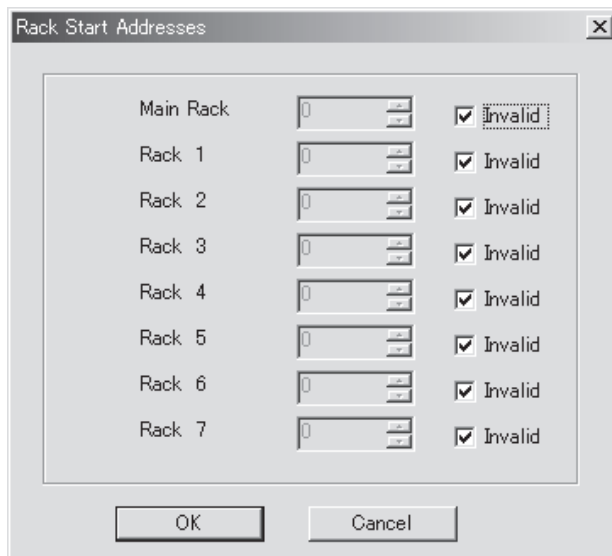 Rack Start Addresses
Main Rack 0 Invalid
Rack 1 0 Invalid
Rack 2 0 Invalid
Rack 3 0 Invalid
Rack 4 0 Invalid
Rack 5 0 Invalid
Rack 6 0 Invalid
Rack 7 0 Invalid
OK Cancel